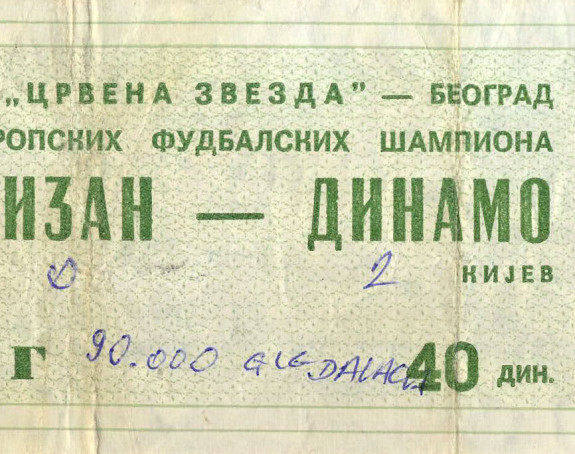 „ЦРВЕНА ЗВЕЗДА” — БЕОГРАД
РОПСКИХ ФУДБАЛСКИХ ШАМПИОНА
ИЗАН — ДИНАМО
0 2 КИЈЕВ
Г 90.000 GLEDALACA 40 ДИН.